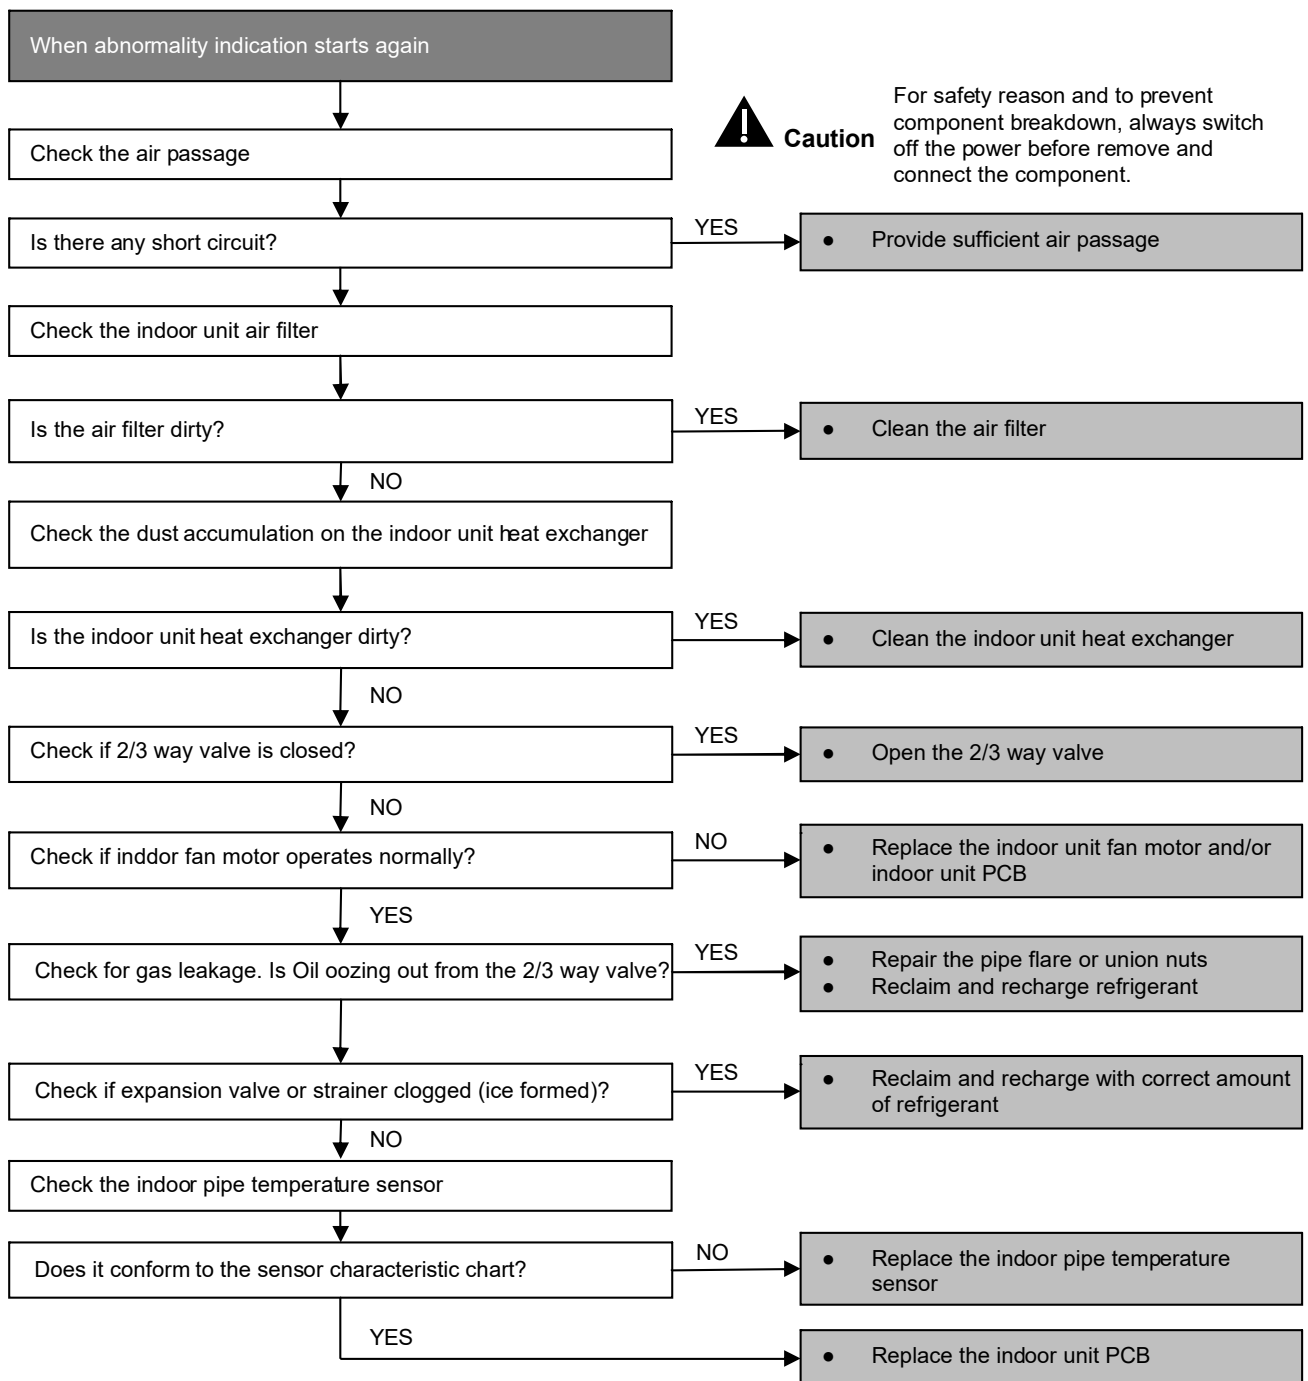 When abnormality indication starts again
Caution
For safety reason and to prevent
component breakdown, always switch
off the power before remove and
connect the component.
Check the air passage
Is there any short circuit?
YES
● Provide sufficient air passage
Check the indoor unit air filter
Is the air filter dirty?
YES
● Clean the air filter
NO
Check the dust accumulation on the indoor unit heat exchanger
Is the indoor unit heat exchanger dirty?
YES
● Clean the indoor unit heat exchanger
NO
Check if 2/3 way valve is closed?
YES
● Open the 2/3 way valve
NO
Check if inddor fan motor operates normally?
NO
● Replace the indoor unit fan motor and/or
indoor unit PCB
YES
Check for gas leakage. Is Oil oozing out from the 2/3 way valve?
YES
● Repair the pipe flare or union nuts
● Reclaim and recharge refrigerant
Check if expansion valve or strainer clogged (ice formed)?
YES
● Reclaim and recharge with correct amount
of refrigerant
NO
Check the indoor pipe temperature sensor
Does it conform to the sensor characteristic chart?
NO
● Replace the indoor pipe temperature
sensor
YES
● Replace the indoor unit PCB